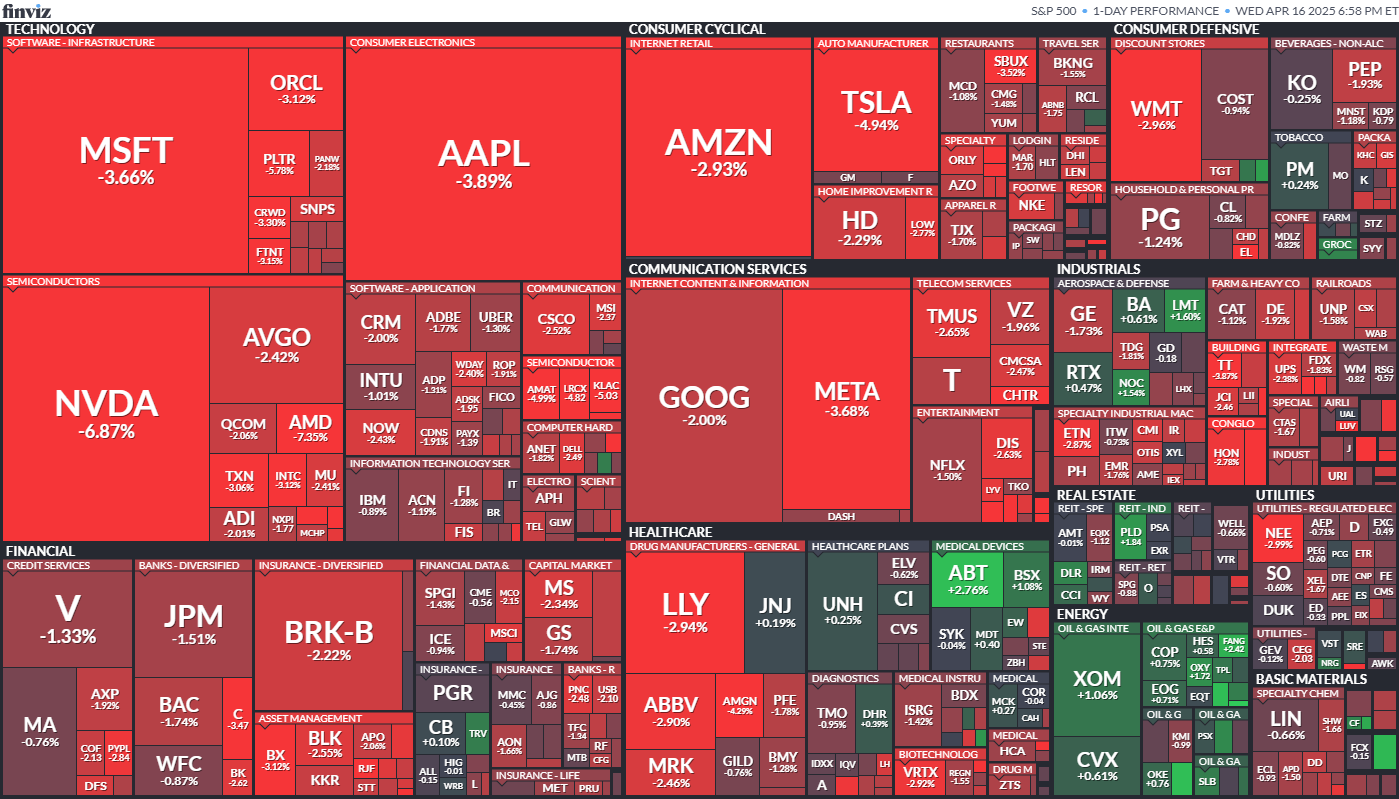 finviz
S&P 500 • 1-DAY PERFORMANCE • WED APR 16 2025 6:58 PM ET
TECHNOLOGY
SOFTWARE - INFRASTRUCTURE
MSFT
-3.66%
ORCL
-3.12%
PLTR
-5.78%
PANW
-2.18%
CRWD
-3.30%
SNPS
FTNT
-3.15%
CONSUMER ELECTRONICS
AAPL
-3.89%
SEMICONDUCTORS
NVDA
-6.87%
AVGO
-2.42%
QCOM
-2.06%
AMD
-7.35%
TXN
-3.06%
INTC
-3.12%
MU
-2.41%
ADI
-2.01%
NXPI
-1.77
MCHP
SOFTWARE - APPLICATION
CRM
-2.00%
ADBE
-1.77%
UBER
-1.30%
INTU
-1.01%
ADP
-1.31%
WDAY
-2.40%
ROP
-1.91%
ADSK
-1.95
FICO
NOW
-2.43%
CDNS
-1.91%
PAYX
-1.39
COMMUNICATION
CSCO
-2.52%
MSI
-2.37
SEMICONDUCTOR
AMAT
-4.99%
LRCX
-4.82
KLAC
-5.03
COMPUTER HARD
ANET
-1.82%
DELL
-2.49
INFORMATION TECHNOLOGY SER
IBM
-0.89%
ACN
-1.19%
FI
-1.28%
IT
BR
FIS
ELECTRO
APH
TEL
GLW
SCIENT
CONSUMER CYCLICAL
INTERNET RETAIL
AMZN
-2.93%
AUTO MANUFACTURER
TSLA
-4.94%
GM
F
HOME IMPROVEMENT R
HD
-2.29%
LOW
-2.77%
RESTAURANTS
MCD
-1.08%
SBUX
-3.52%
CMG
-1.48%
YUM
TRAVEL SER
BKNG
-1.55%
ABNB
-1.75
RCL
SPECIALTY
ORLY
AZO
LODGIN
MAR
-1.70
HLT
RESIDE
DHI
LEN
APPAREL R
TJX
-1.70%
FOOTWE
NKE
RESOR
PACKAGI
IP
SW
CONSUMER DEFENSIVE
DISCOUNT STORES
WMT
-2.96%
COST
-0.94%
TGT
BEVERAGES - NON-ALC
KO
-0.25%
PEP
-1.93%
MNST
-1.18%
KDP
-0.79
TOBACCO
PM
+0.24%
MO
PACKA
KHC
GIS
K
HOUSEHOLD & PERSONAL PR
PG
-1.24%
CL
-0.82%
CHD
EL
CONFE
MDLZ
-0.82%
FARM
GROC
STZ
SYY
COMMUNICATION SERVICES
INTERNET CONTENT & INFORMATION
GOOG
-2.00%
META
-3.68%
DASH
TELECOM SERVICES
TMUS
-2.65%
VZ
-1.96%
T
CMCSA
-2.47%
CHTR
ENTERTAINMENT
NFLX
-1.50%
DIS
-2.63%
LYV
TKO
INDUSTRIALS
AEROSPACE & DEFENSE
GE
-1.73%
BA
+0.61%
LMT
+1.60%
RTX
+0.47%
TDG
-1.81%
GD
-0.18
NOC
+1.54%
LHX
FARM & HEAVY CO
CAT
-1.12%
DE
-1.92%
RAILROADS
UNP
-1.58%
CSX
WAB
BUILDING
TT
-3.87%
JCI
-2.46
LII
INTEGRATE
UPS
-2.38%
FDX
-1.83%
WASTE M
WM
-0.82
RSG
-0.57
SPECIALTY INDUSTRIAL MAC
ETN
-2.87%
ITW
-0.73%
CMI
IR
OTIS
XYL
PH
EMR
-1.76%
AME
IEX
CONGLO
HON
-2.78%
SPECIAL
CTAS
-1.67
AIRLI
UAL
LUV
INDUST
J
URI
HEALTHCARE
DRUG MANUFACTURERS - GENERAL
LLY
-2.94%
JNJ
+0.19%
ABBV
-2.90%
AMGN
-4.29%
PFE
-1.78%
MRK
-2.46%
GILD
-0.76%
BMY
-1.28%
HEALTHCARE PLANS
UNH
+0.25%
ELV
-0.62%
CI
CVS
MEDICAL DEVICES
ABT
+2.76%
BSX
+1.08%
SYK
-0.04%
MDT
+0.40
EW
STE
ZBH
DIAGNOSTICS
TMO
-0.95%
DHR
+0.39%
IDXX
IQV
LH
A
MEDICAL INSTRU
ISRG
-1.42%
BDX
MEDICAL
MCK
+0.27
COR
-0.04
CAH
BIOTECHNOLOG
VRTX
-2.92%
REGN
-1.55
MEDICAL
HCA
DRUG M
ZTS
REAL ESTATE
REIT - SPE
AMT
-0.01%
EQIX
-1.12
DLR
IRM
CCI
WY
REIT - IND
PLD
+1.84
PSA
EXR
REIT - RET
SPG
-0.88
O
REIT -
WELL
-0.66%
VTR
UTILITIES
UTILITIES - REGULATED ELEC
NEE
-2.99%
AEP
-0.71%
D
EXC
-0.49
SO
-0.60%
PEG
-0.60
PCG
ETR
XEL
-1.67
DTE
CNP
FE
DUK
AEE
ES
CMS
ED
-0.33
PPL
EIX
UTILITIES -
GEV
-0.12%
CEG
-2.03
VST
NRG
SRE
AWK
ENERGY
OIL & GAS INTE
XOM
+1.06%
CVX
+0.61%
OIL & GAS E&P
COP
+0.75%
HES
+0.58
FANG
+2.42
EOG
+0.71%
OXY
+1.72
TPL
EQT
OIL & G
KMI
-0.99
OKE
+0.76
OIL & GA
PSX
OIL & GA
SLB
BASIC MATERIALS
SPECIALTY CHEM
LIN
-0.66%
SHW
-1.66
CF
FCX
-0.15
ECL
-0.93
APD
-1.50
DD
FINANCIAL
CREDIT SERVICES
V
-1.33%
MA
-0.76%
AXP
-1.92%
COF
-2.13
PYPL
-2.84
DFS
BANKS - DIVERSIFIED
JPM
-1.51%
BAC
-1.74%
C
-3.47
WFC
-0.87%
BK
-2.62
INSURANCE - DIVERSIFIED
BRK-B
-2.22%
ASSET MANAGEMENT
BX
-3.12%
BLK
-2.55%
APO
-2.06%
KKR
RJF
STT
FINANCIAL DATA &
SPGI
-1.43%
CME
-0.56
MCO
-2.15
ICE
-0.94%
MSCI
CAPITAL MARKET
MS
-2.34%
GS
-1.74%
INSURANCE -
PGR
CB
+0.10%
TRV
ALL
-0.15
HIG
-0.01
WRB
L
INSURANCE
MMC
-0.45%
AJG
-0.86
AON
-1.66%
BANKS - R
PNC
-2.48
USB
-2.10
TFC
-1.34
RF
MTB
CFG
INSURANCE - LIFE
MET
PRU